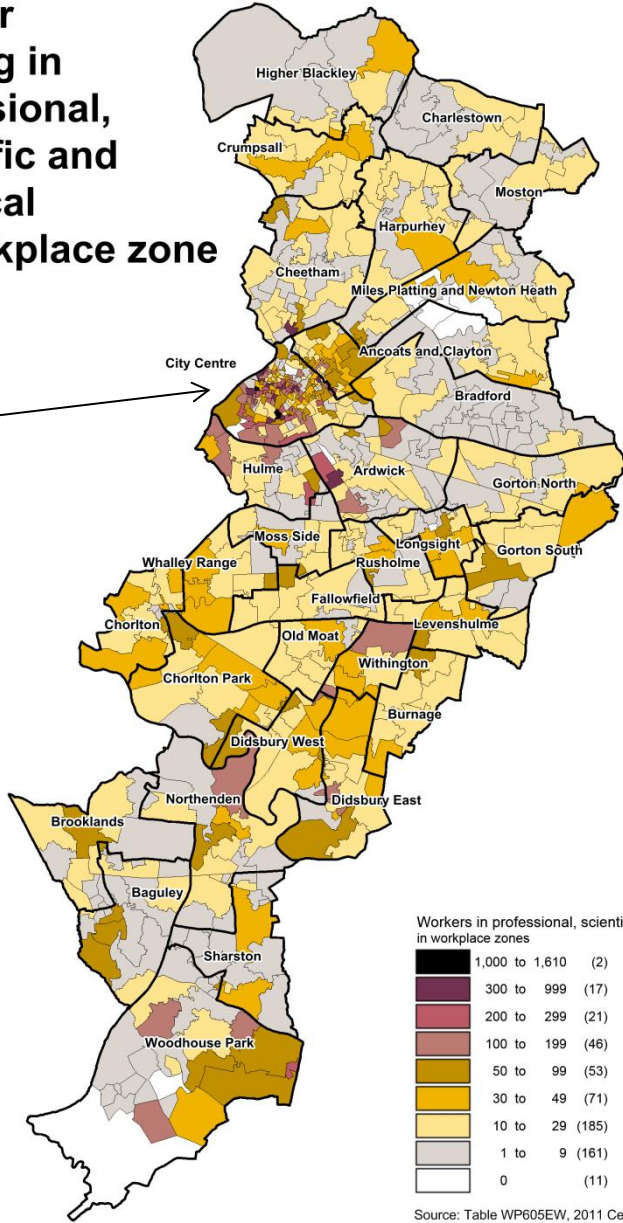 r
g in
sional,
fic and
cal
kplace zone
Higher Blackley
Charlestown
Crumpsall
Moston
Harpurhey
Cheetham
Miles Platting and Newton Heath
City Centre
Ancoats and Clayton
Bradford
Hulme
Ardwick
Gorton North
Moss Side
Longsight
Gorton South
Whalley Range
Rusholme
Fallowfield
Chorlton
Levenshulme
Old Moat
Withington
Chorlton Park
Burnage
Didsbury West
Northenden
Didsbury East
Brooklands
Baguley
Sharston
Woodhouse Park
Workers in professional, scienti
in workplace zones
1,000 to 1,610 (2)
300 to 999 (17)
200 to 299 (21)
100 to 199 (46)
50 to 99 (53)
30 to 49 (71)
10 to 29 (185)
1 to 9 (161)
0 (11)
Source: Table WP605EW, 2011 Ce